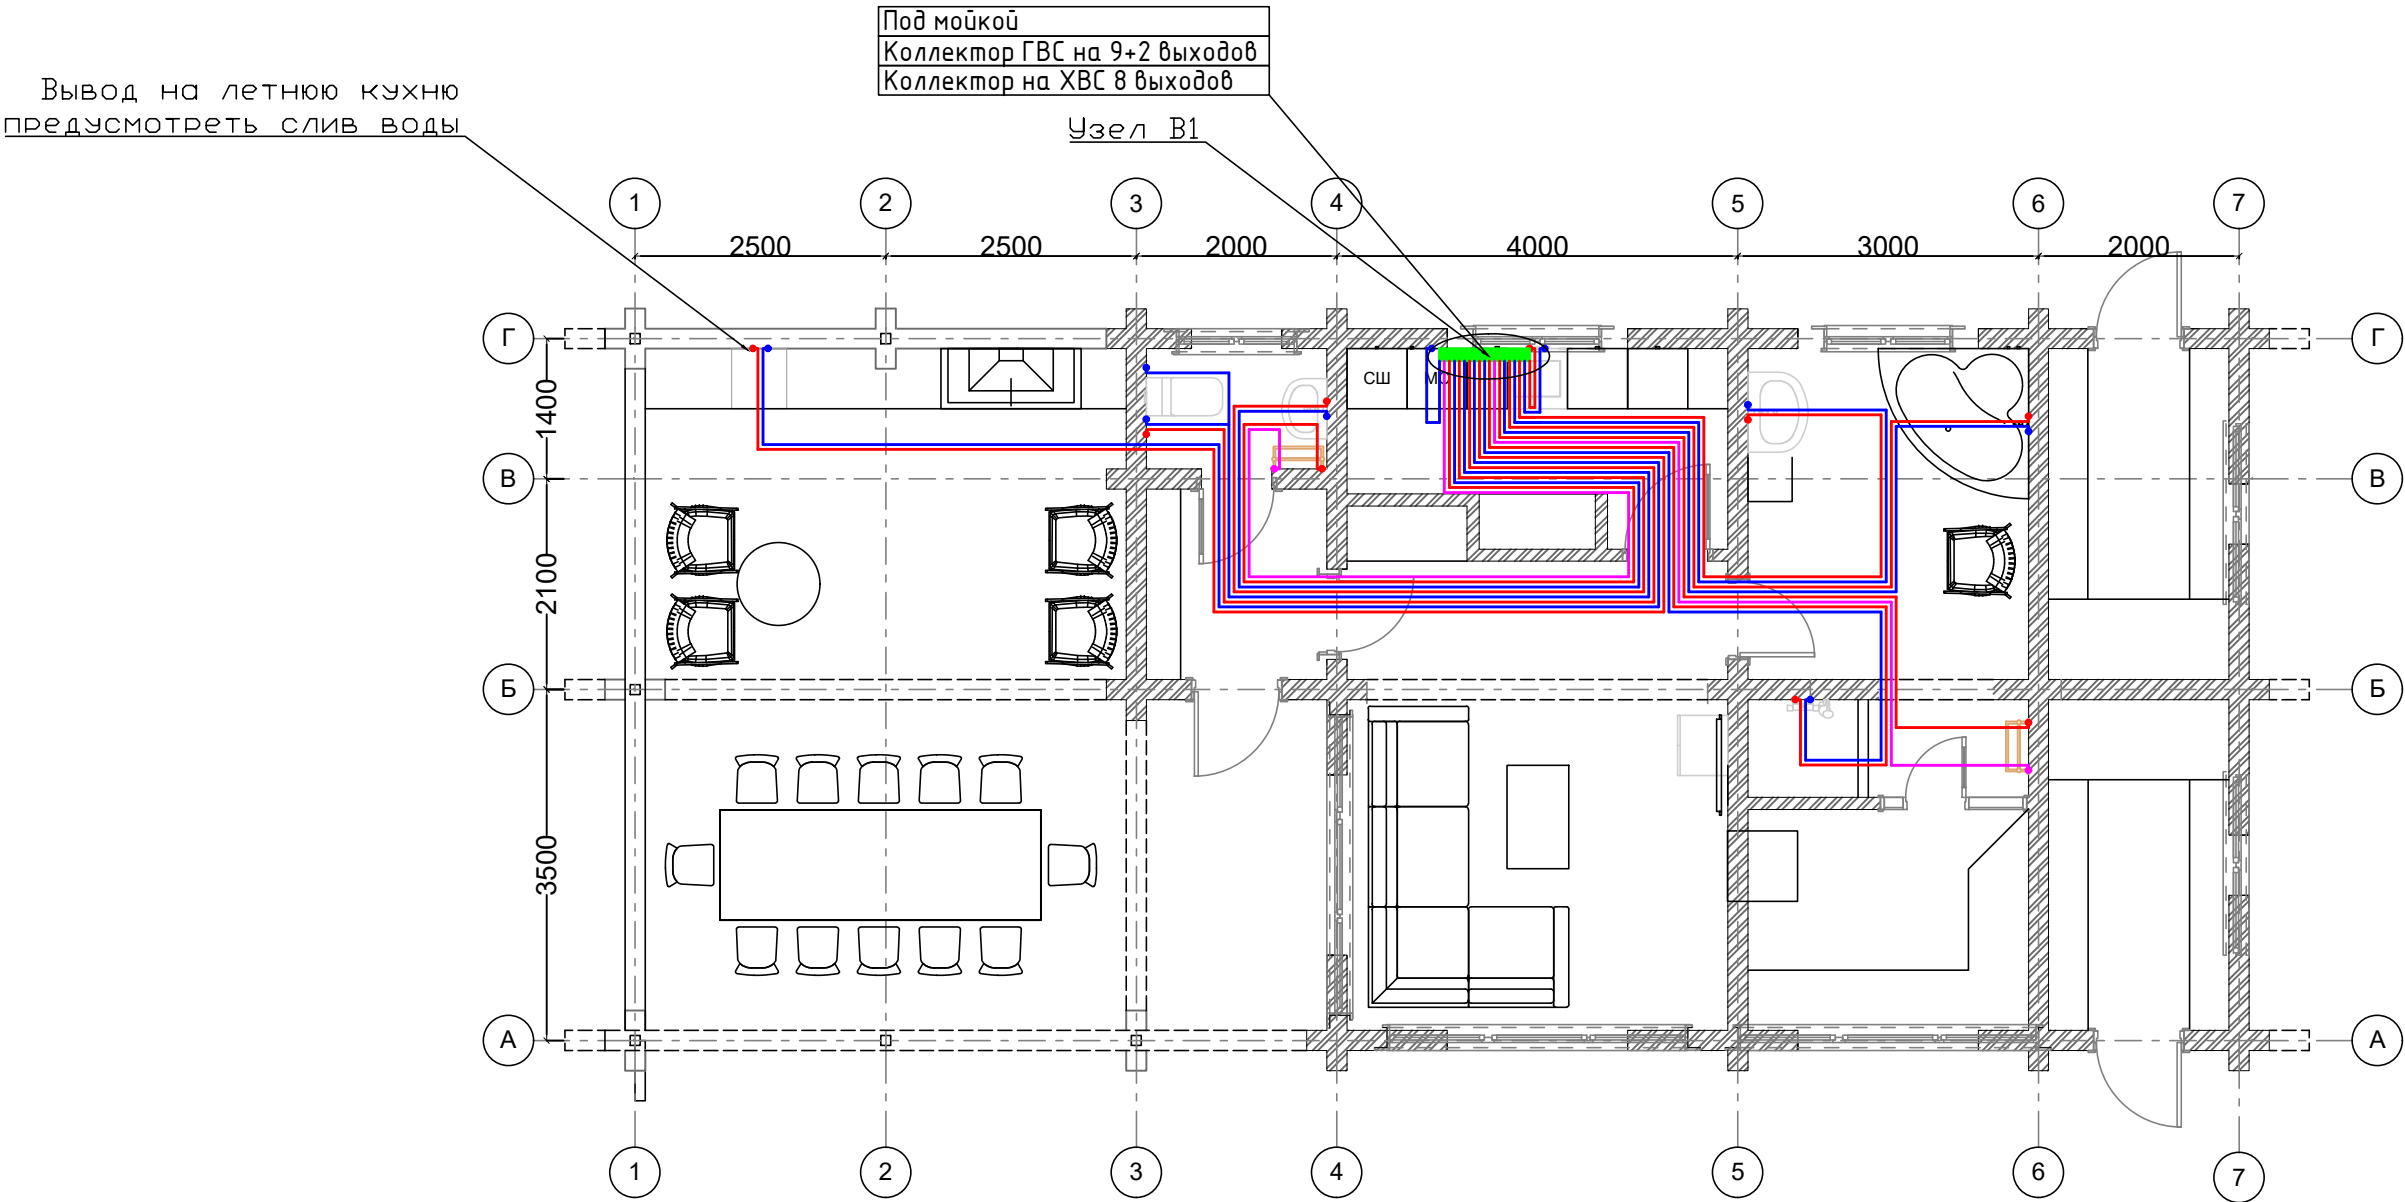 Под мойкой
Коллектор ГВС на 9+2 выходов
Коллектор на ХВС 8 выходов
Вывод на летнюю кухню
предусмотреть слив воды
Узел В1
1 2 3 4 5 6 7
2500 2500 2000 4000 3000 2000
Г Г
СШ
1400
В В
2100
Б Б
3500
А А
1 2 3 4 5 6 7